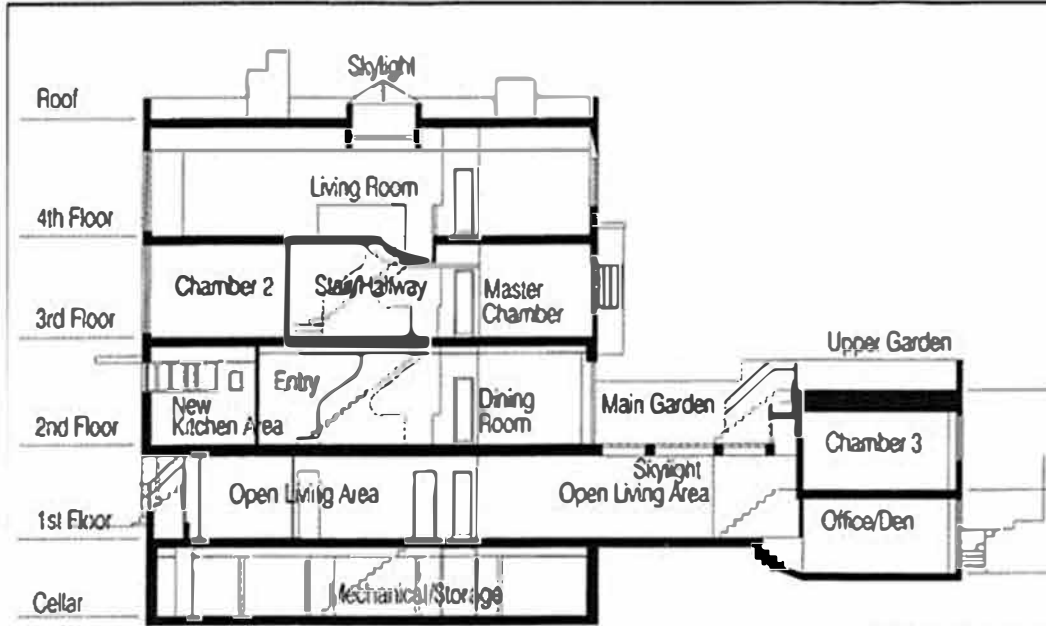 Skylight
Roof
Living Room
4th Floor
Chamber 2
Stair/Hallway
Master
Chamber
3rd Floor
Upper Garden
Entry
New
Kitchen Area
Dining
Room
Main Garden
2nd Floor
Chamber 3
Skylight
Open Living Area
Open Living Area
1st Floor
Office/Den
Mechanical/Storage
Cellar